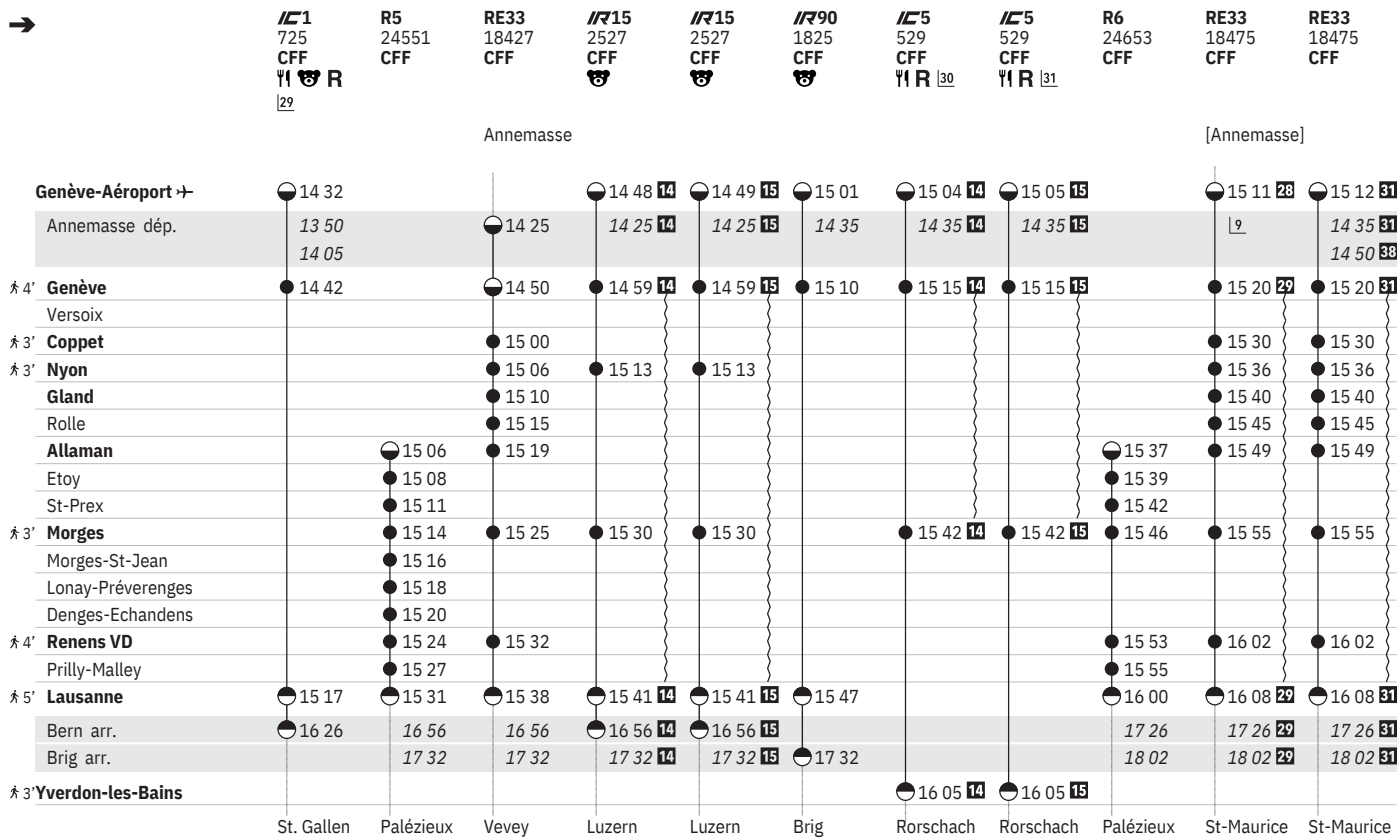 IC1 R5 RE33 IR15 IR15 IR90 IC5 IC5 R6 RE33 RE33
725 24551 18427 2527 2527 1825 529 529 24653 18475 18475
CFF CFF CFF CFF CFF CFF CFF CFF CFF CFF CFF
R R 30 R 31
29
Annemasse [Annemasse]
Genève-Aéroport 14 32 14 48 14 14 49 15 15 01 15 04 14 15 05 15 15 11 28 15 12 31
Annemasse dép. 13 50 14 25 14 25 14 14 25 15 14 35 14 35 14 14 35 15 9 14 35 31
14 05 14 50 38
4' Genève 14 42 14 50 14 59 14 14 59 15 15 10 15 15 14 15 15 15 15 20 29 15 20 31
Versoix
3' Coppet 15 00 15 30 15 30
3' Nyon 15 06 15 13 15 13 15 36 15 36
Gland 15 10 15 40 15 40
Rolle 15 15 15 45 15 45
Allaman 15 06 15 19 15 37 15 49 15 49
Etoy 15 08 15 39
St-Prex 15 11 15 42
3' Morges 15 14 15 25 15 30 15 30 15 42 14 15 42 15 15 46 15 55 15 55
Morges-St-Jean 15 16
Lonay-Préverenges 15 18
Denges-Echandens 15 20
4' Renens VD 15 24 15 32 15 53 16 02 16 02
Prilly-Malley 15 27 15 55
5' Lausanne 15 17 15 31 15 38 15 41 14 15 41 15 15 47 16 00 16 08 29 16 08 31
Bern arr. 16 26 16 56 16 56 16 56 14 16 56 15 17 26 17 26 29 17 26 31
Brig arr. 17 32 17 32 17 32 14 17 32 15 17 32 18 02 18 02 29 18 02 31
3' Yverdon-les-Bains 16 05 14 16 05 15
St. Gallen Palézieux Vevey Luzern Luzern Brig Rorschach Rorschach Palézieux St-Maurice St-Maurice